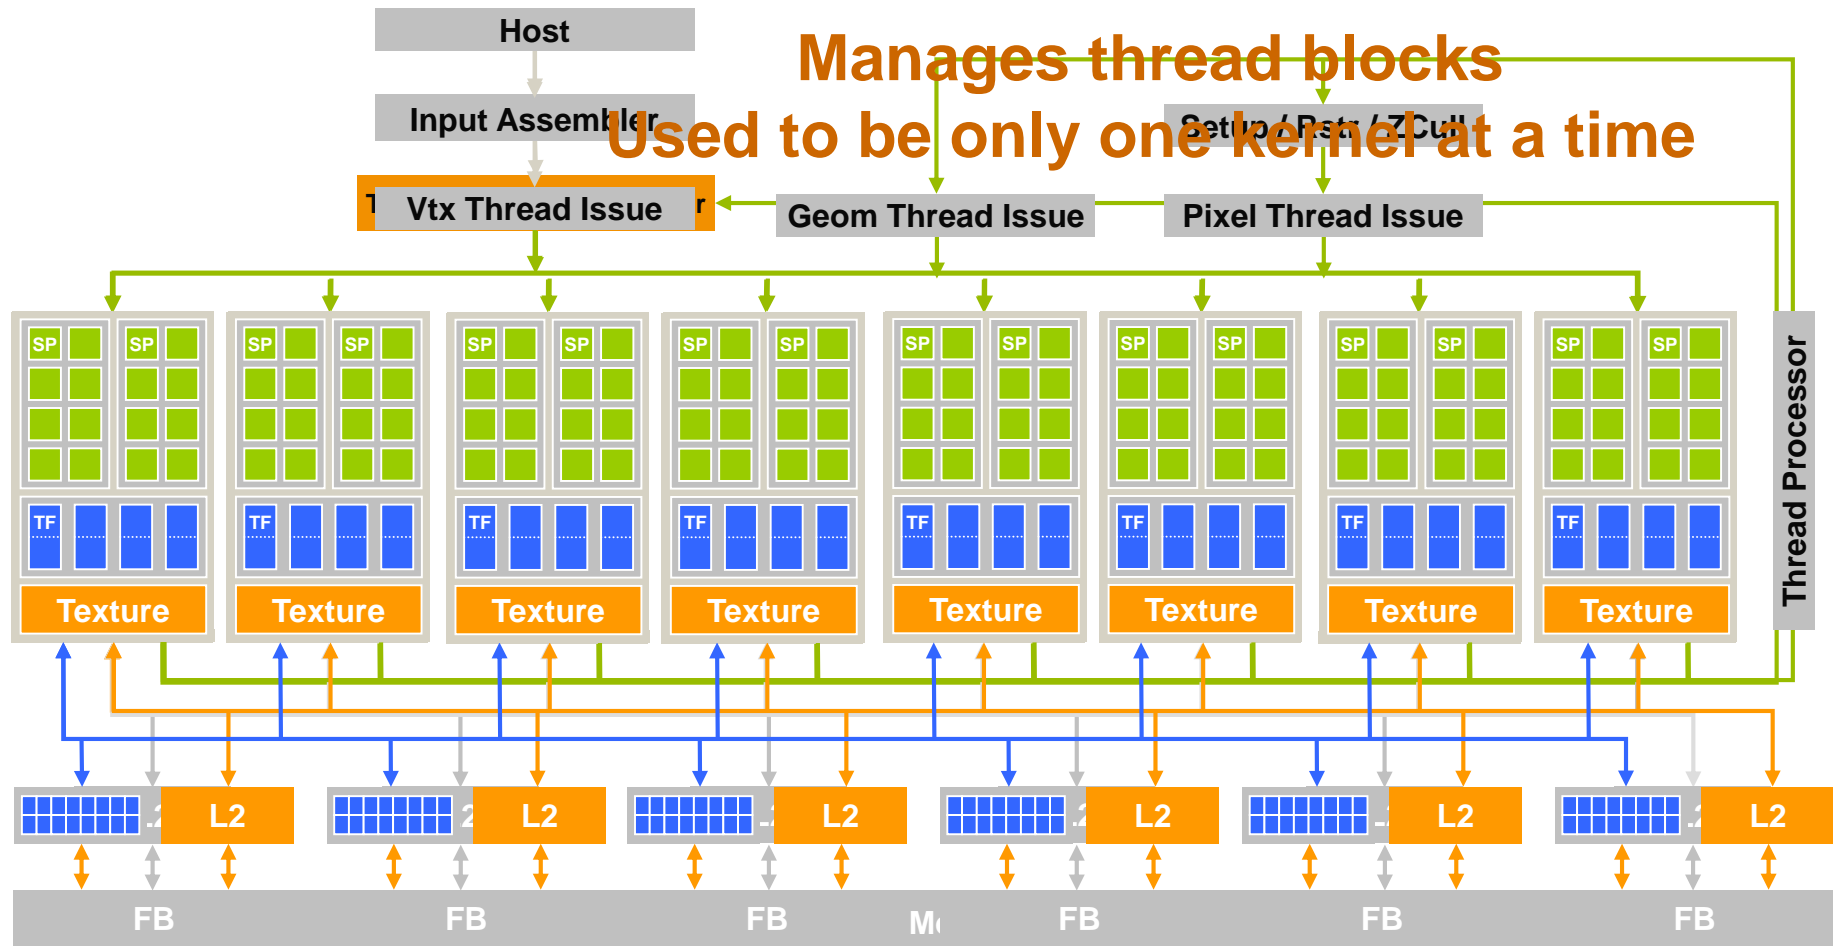 Host
Manages thread blocks
Input Assembler
Setup / Rstr / ZCull
Used to be only one kernel at a time
Vtx Thread Issue
Geom Thread Issue
Pixel Thread Issue
SP SP SP SP SP SP SP SP SP SP SP SP SP SP SP SP
Thread Processor
TF TF TF TF TF TF TF TF
Texture Texture Texture Texture Texture Texture Texture Texture
L2 L2 L2 L2 L2 L2
FB FB FB FB FB FB